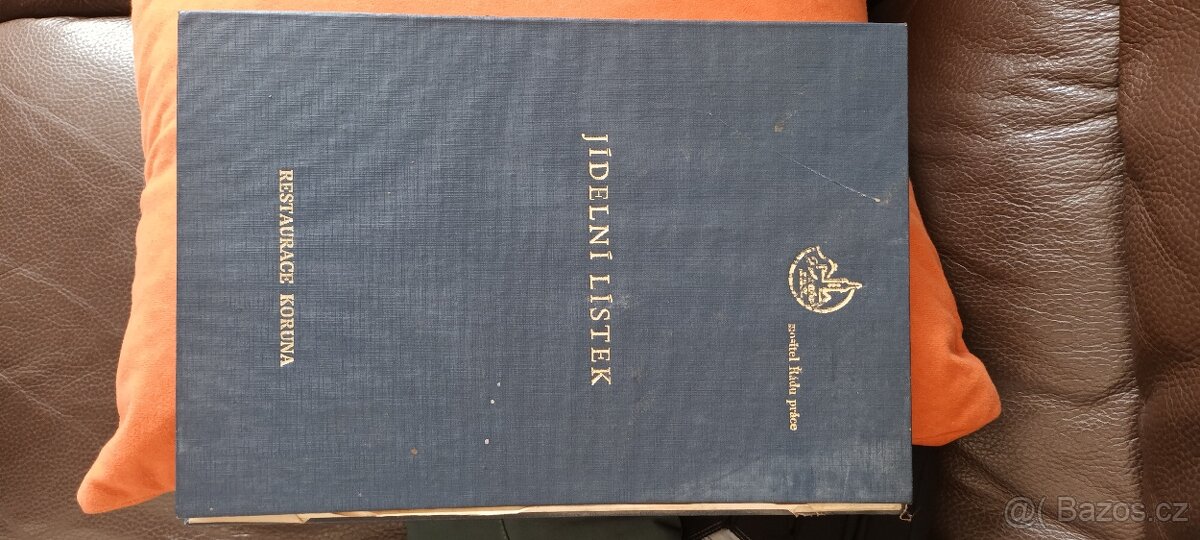 nositel Řádu práce
JÍDELNÍ LÍSTEK
RESTAURACE KORUNA
@( Bazos.cz